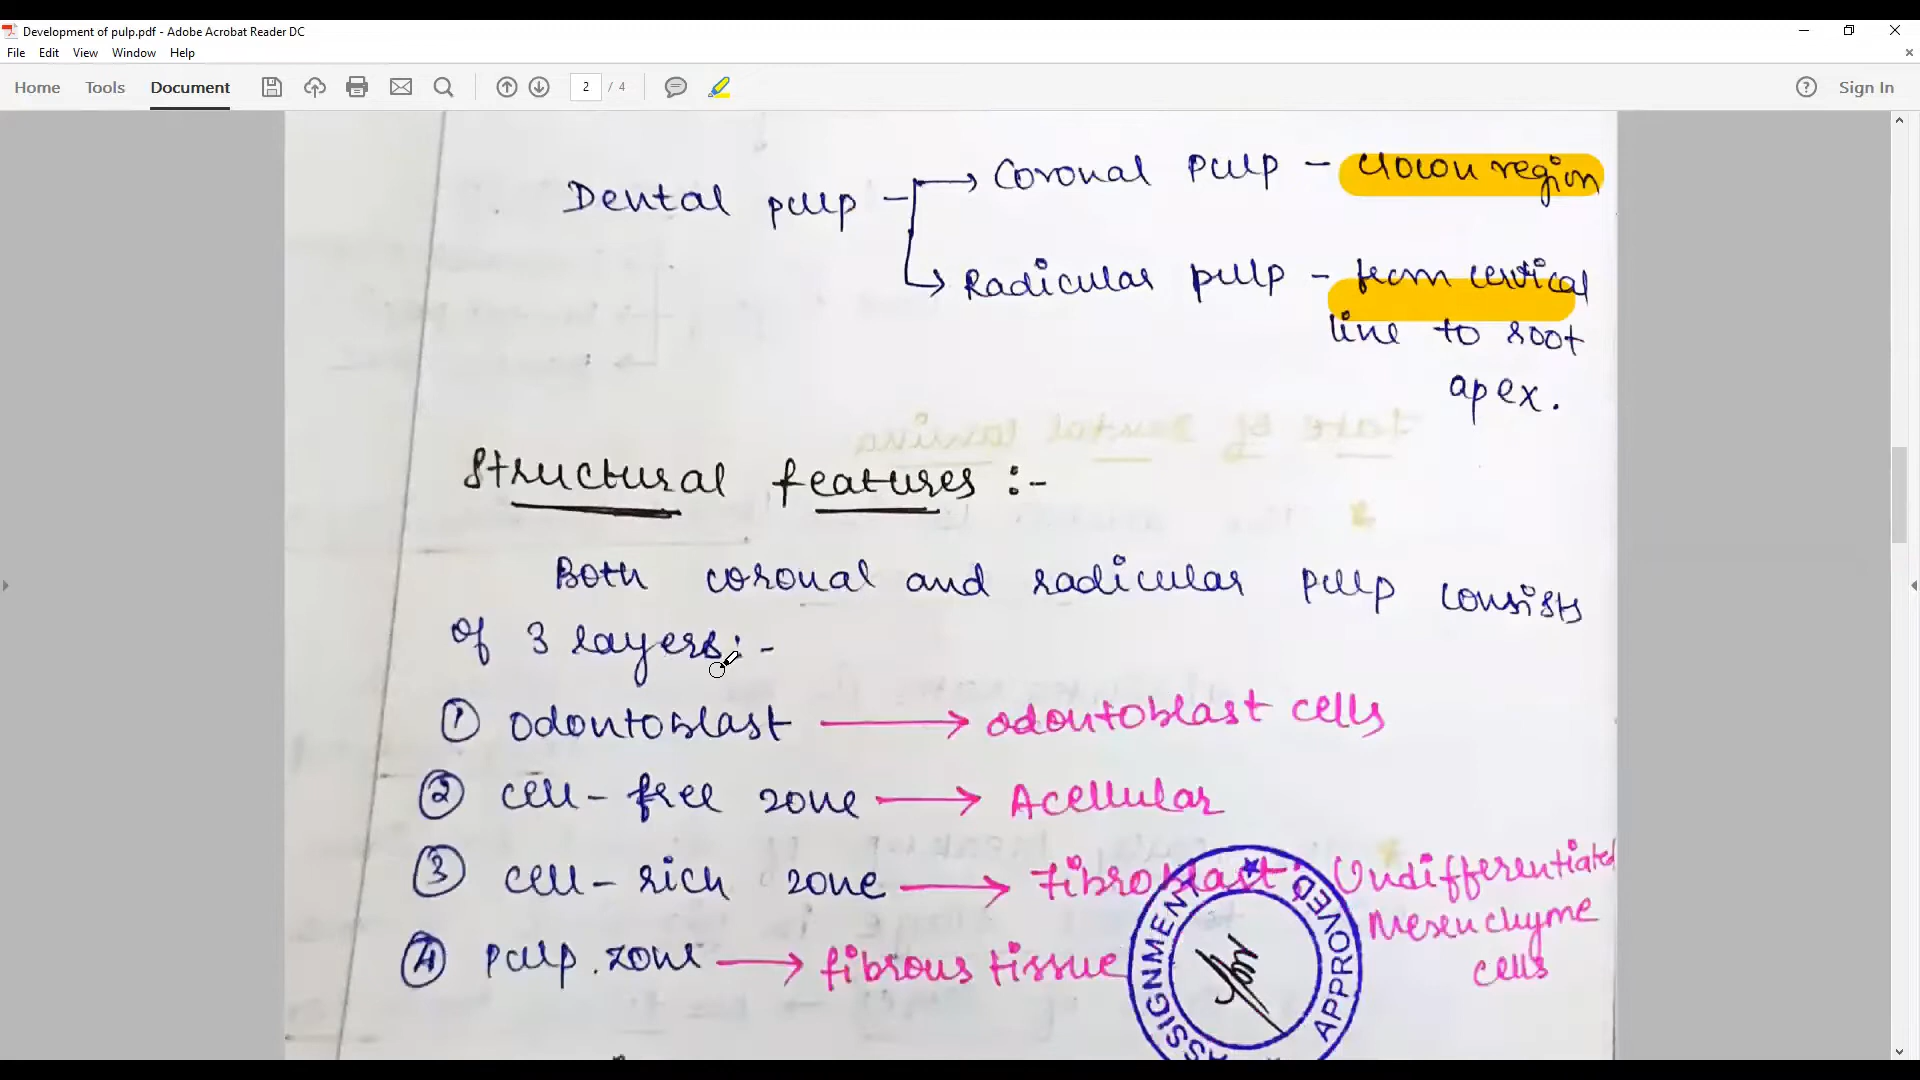 Development of pulp.pdf - Adobe Acrobat Reader DC
File Edit View Window Help
Home Tools Document 2 / 4 Sign In
Dental pulp - → Coronal pulp - crown region
→ Radicular pulp - from cervical
line to root
apex.
Structural features :-
Both coronal and radicular pulp consists
of 3 layers :-
① odontoblast → odontoblast cells
② cell-free zone → Acellular
③ cell-rich zone → fibroblast, Undifferentiated
Mesenchyme
cells
④ pulp zone → fibrous tissue
ASSIGNMENT APPROVED